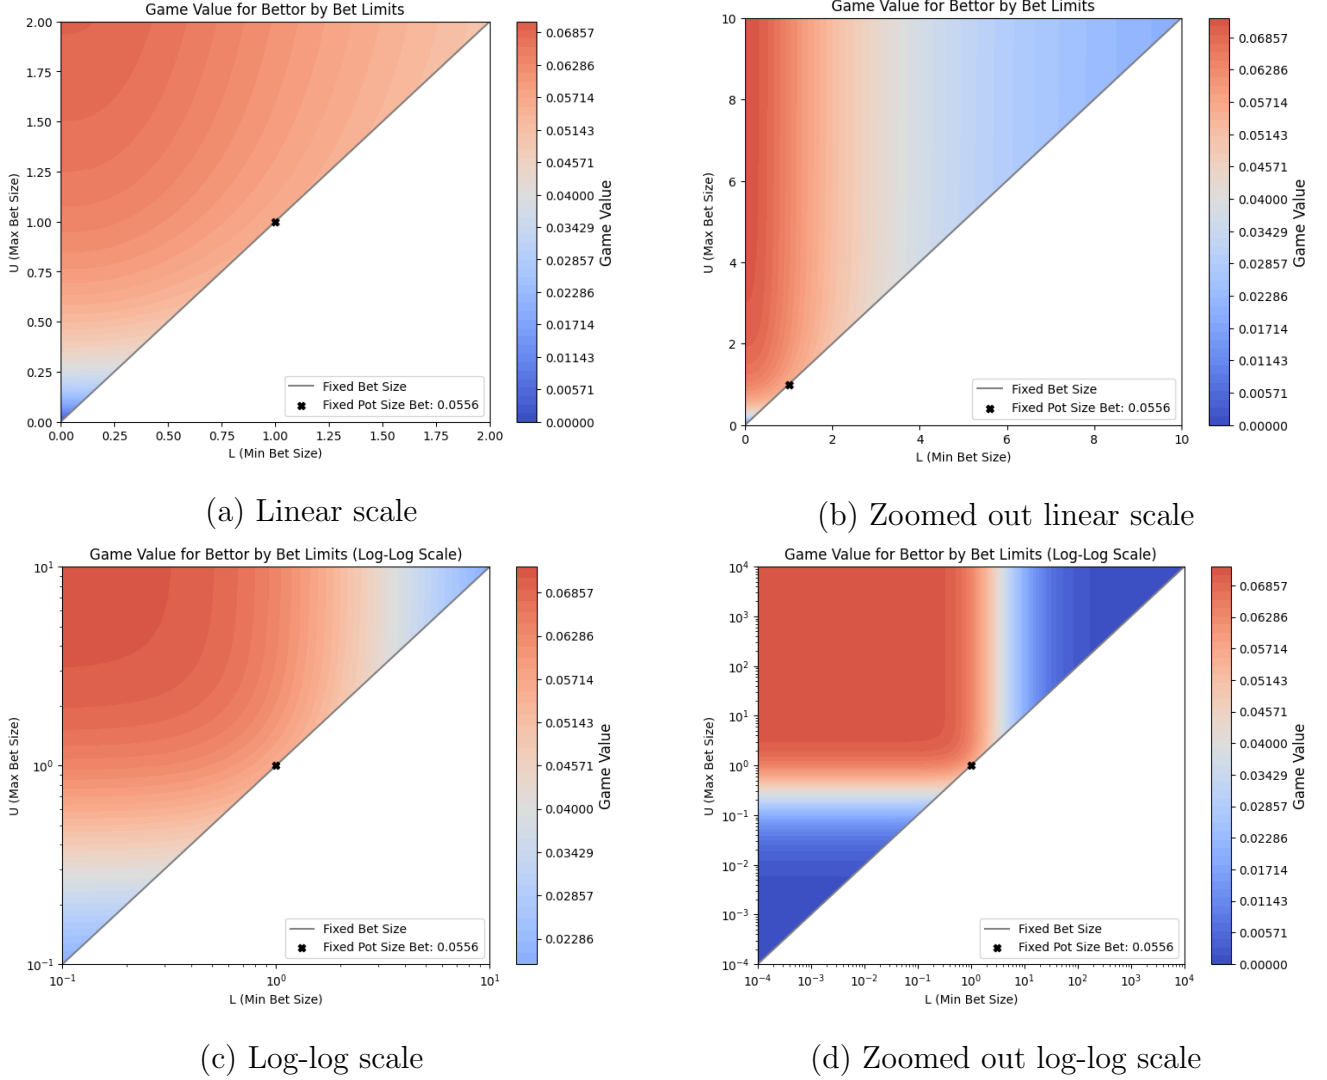 Game Value for Bettor by Bet Limits
U (Max Bet Size)
2.00
1.75
1.50
1.25
1.00
0.75
0.50
0.25
0.00
0.00 0.25 0.50 0.75 1.00 1.25 1.50 1.75 2.00
L (Min Bet Size)
Fixed Bet Size
Fixed Pot Size Bet: 0.0556
0.06857
0.06286
0.05714
0.05143
0.04571
0.04000
0.03429
0.02857
0.02286
0.01714
0.01143
0.00571
0.00000
Game Value
(a) Linear scale
Game Value for Bettor by Bet Limits
U (Max Bet Size)
10
8
6
4
2
0
0 2 4 6 8 10
L (Min Bet Size)
Fixed Bet Size
Fixed Pot Size Bet: 0.0556
0.06857
0.06286
0.05714
0.05143
0.04571
0.04000
0.03429
0.02857
0.02286
0.01714
0.01143
0.00571
0.00000
Game Value
(b) Zoomed out linear scale
Game Value for Bettor by Bet Limits (Log-Log Scale)
U (Max Bet Size)
10¹
10⁰
10⁻¹
10⁻¹ 10⁰ 10¹
L (Min Bet Size)
Fixed Bet Size
Fixed Pot Size Bet: 0.0556
0.06857
0.06286
0.05714
0.05143
0.04571
0.04000
0.03429
0.02857
0.02286
Game Value
(c) Log-log scale
Game Value for Bettor by Bet Limits (Log-Log Scale)
U (Max Bet Size)
10⁴
10³
10²
10¹
10⁰
10⁻¹
10⁻²
10⁻³
10⁻⁴
10⁻⁴ 10⁻³ 10⁻² 10⁻¹ 10⁰ 10¹ 10² 10³ 10⁴
L (Min Bet Size)
Fixed Bet Size
Fixed Pot Size Bet: 0.0556
0.06857
0.06286
0.05714
0.05143
0.04571
0.04000
0.03429
0.02857
0.02286
0.01714
0.01143
0.00571
0.00000
Game Value
(d) Zoomed out log-log scale